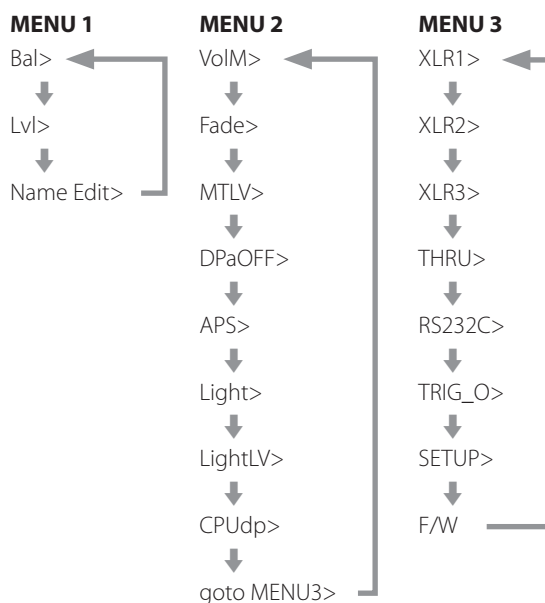 MENU 1
Bal>
Lvl>
Name Edit>
MENU 2
VolM>
Fade>
MTLV>
DPaOFF>
APS>
Light>
LightLV>
CPUdp>
goto MENU3>
MENU 3
XLR1>
XLR2>
XLR3>
THRU>
RS232C>
TRIG_O>
SETUP>
F/W